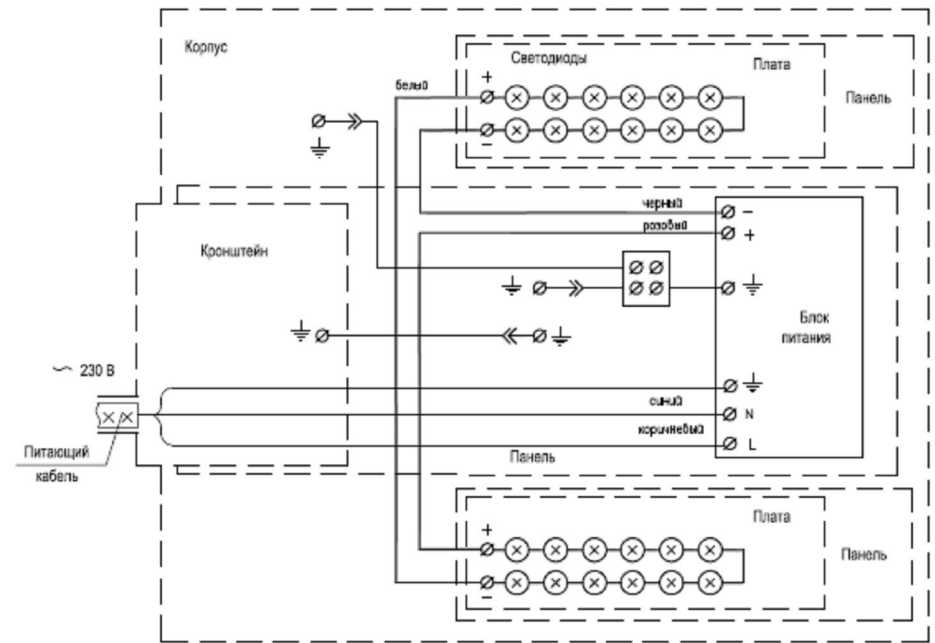 Корпус
Светодиоды
Плата
Панель
белый
+
−
черный
−
розовый
+
Кронштейн
Блок
питания
~ 230 В
синий
N
коричневый
L
Питающий
кабель
Панель
Плата
+
Панель
−